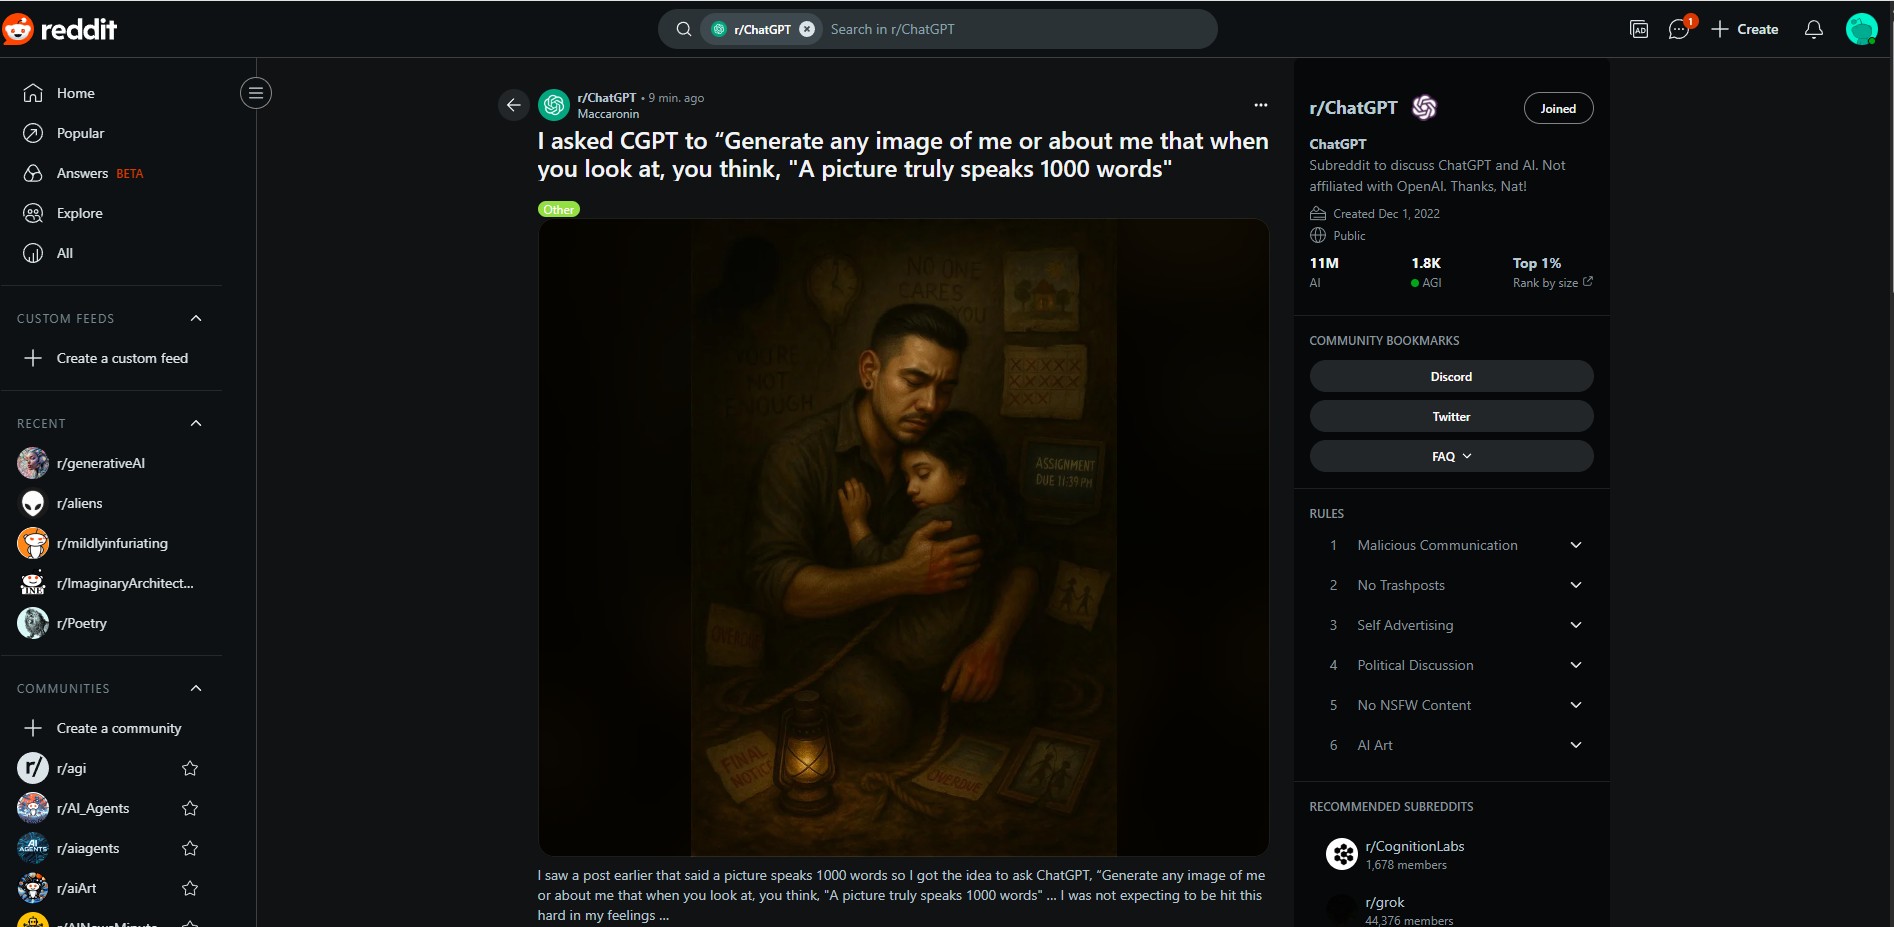 reddit
r/ChatGPT
Search in r/ChatGPT
AD
1
Create
Home
Popular
Answers BETA
Explore
All
CUSTOM FEEDS
Create a custom feed
RECENT
r/generativeAI
r/aliens
r/mildlyinfuriating
r/ImaginaryArchitect...
r/Poetry
COMMUNITIES
Create a community
r/ r/agi
r/AI_Agents
AI AGENTS r/aiagents
r/aiArt
r/AINewsMinute
r/ChatGPT • 9 min. ago
Maccaronin
I asked CGPT to “Generate any image of me or about me that when
you look at, you think, "A picture truly speaks 1000 words"
Other
NO ONE
CARES
YOU
YOU'RE
NOT
ENOUGH
ASSIGNMENT
DUE 11:39 PM
FINAL
NOTICE
OVERDUE
I saw a post earlier that said a picture speaks 1000 words so I got the idea to ask ChatGPT, “Generate any image of me
or about me that when you look at, you think, "A picture truly speaks 1000 words" ... I was not expecting to be hit this
hard in my feelings ...
r/ChatGPT
Joined
ChatGPT
Subreddit to discuss ChatGPT and AI. Not
affiliated with OpenAI. Thanks, Nat!
Created Dec 1, 2022
Public
11M 1.8K Top 1%
AI AGI Rank by size
COMMUNITY BOOKMARKS
Discord
Twitter
FAQ
RULES
1 Malicious Communication
2 No Trashposts
3 Self Advertising
4 Political Discussion
5 No NSFW Content
6 AI Art
RECOMMENDED SUBREDDITS
r/CognitionLabs
1,678 members
r/grok
44,376 members